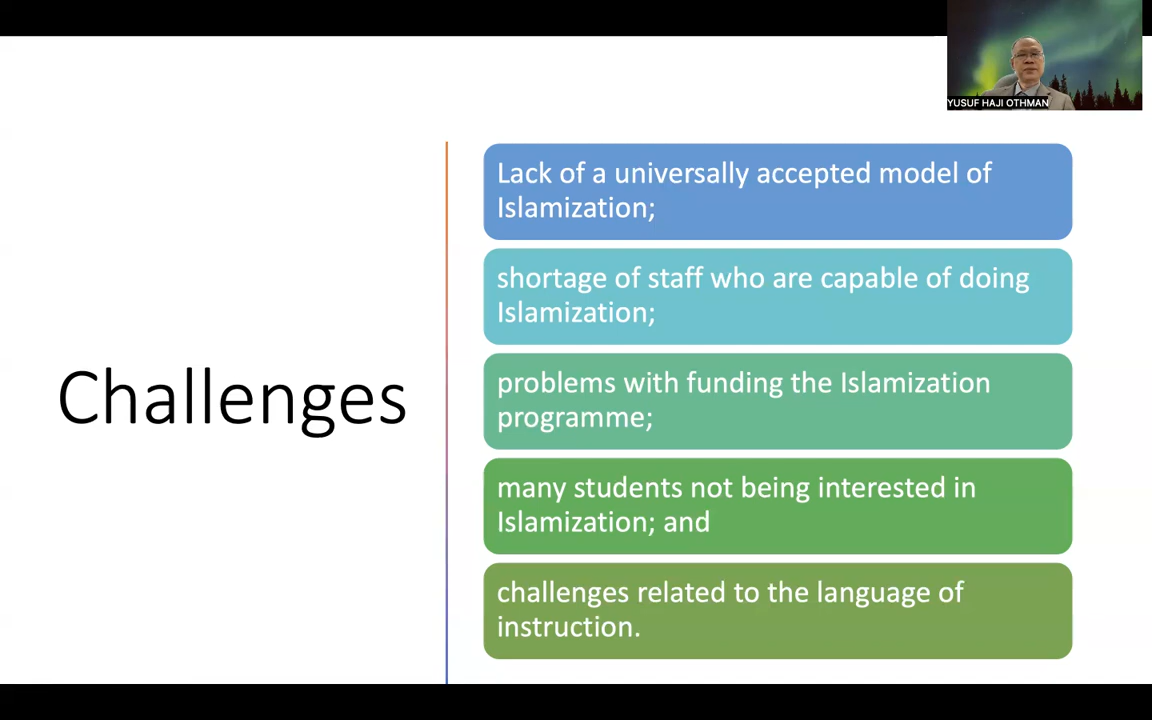 YUSUF HAJI OTHMAN
Challenges
Lack of a universally accepted model of
Islamization;
shortage of staff who are capable of doing
Islamization;
problems with funding the Islamization
programme;
many students not being interested in
Islamization; and
challenges related to the language of
instruction.